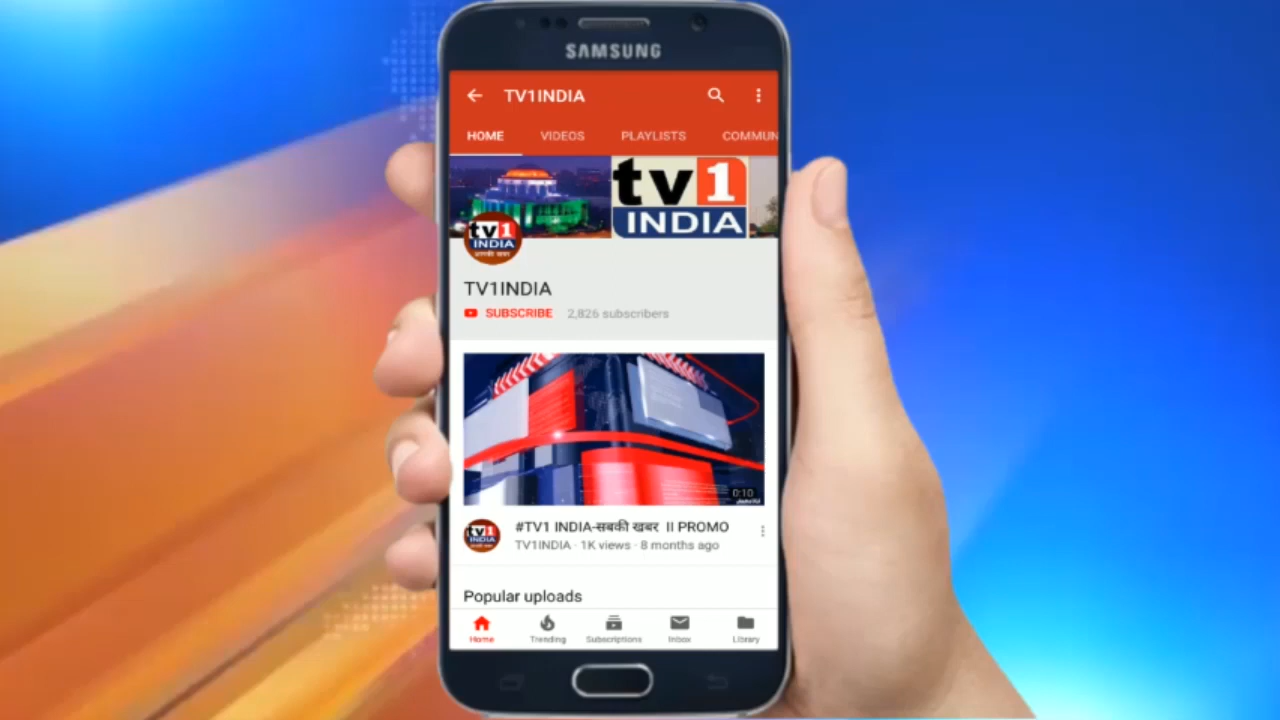 SAMSUNG
TV1INDIA
HOME VIDEOS PLAYLISTS COMMUN
tv1
INDIA
tv1
INDIA
TV1INDIA
SUBSCRIBE 2,826 subscribers
0:10
tv1
INDIA
#TV1 INDIA-सबकी खबर II PROMO
TV1INDIA · 1K views · 8 months ago
Popular uploads
Home Trending Subscriptions Inbox Library